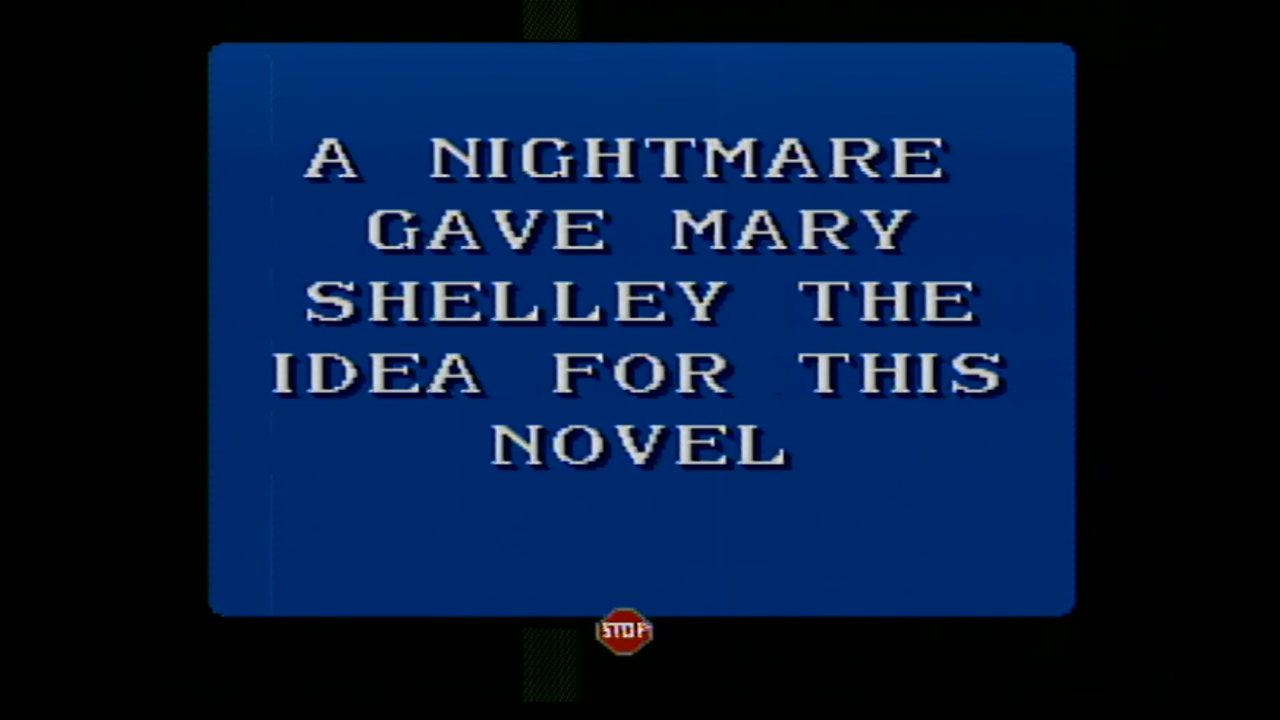 A NIGHTMARE
GAVE MARY
SHELLEY THE
IDEA FOR THIS
NOVEL
STOP